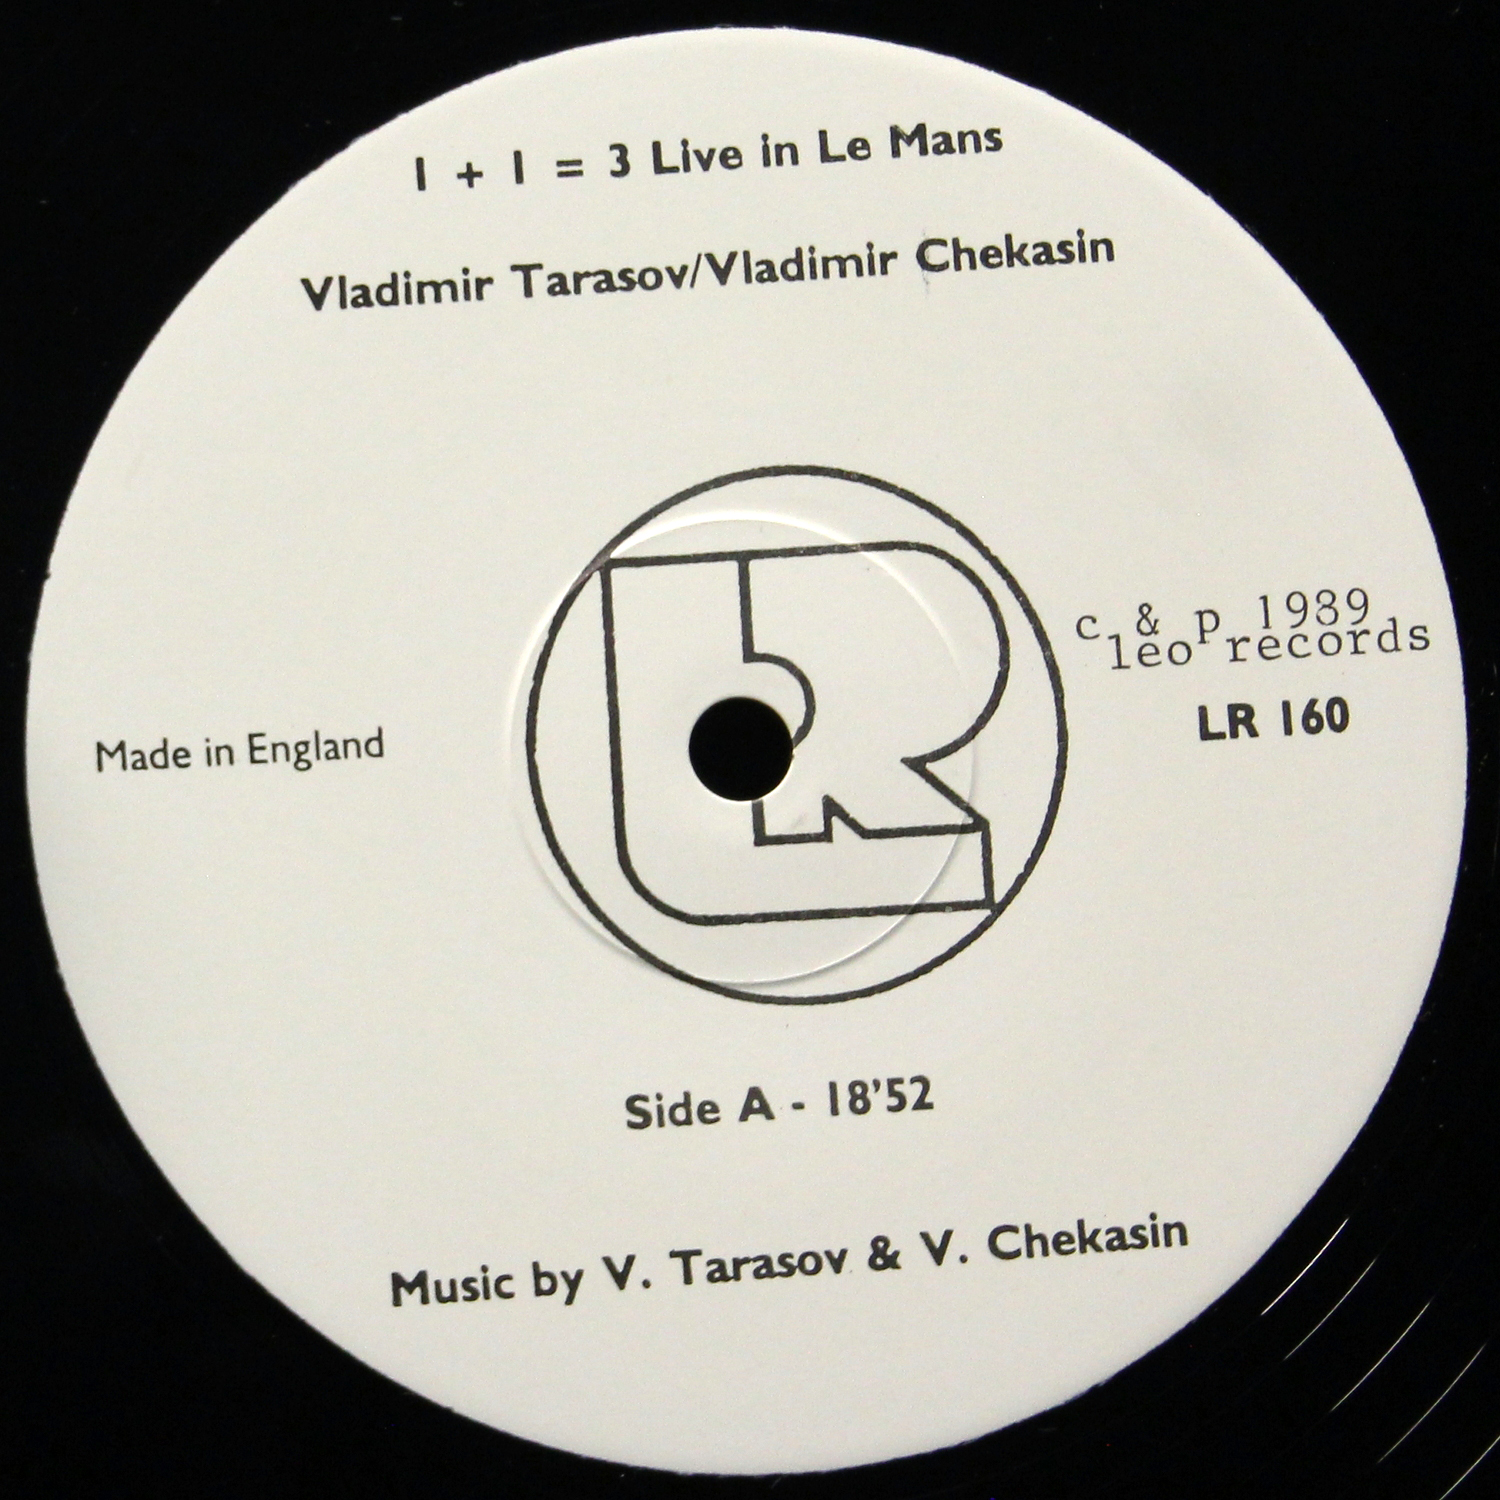 1 + 1 = 3 Live in Le Mans
Vladimir Tarasov/Vladimir Chekasin
c & p 1989
leo records
LR 160
Made in England
LR
Side A - 18'52
Music by V. Tarasov & V. Chekasin